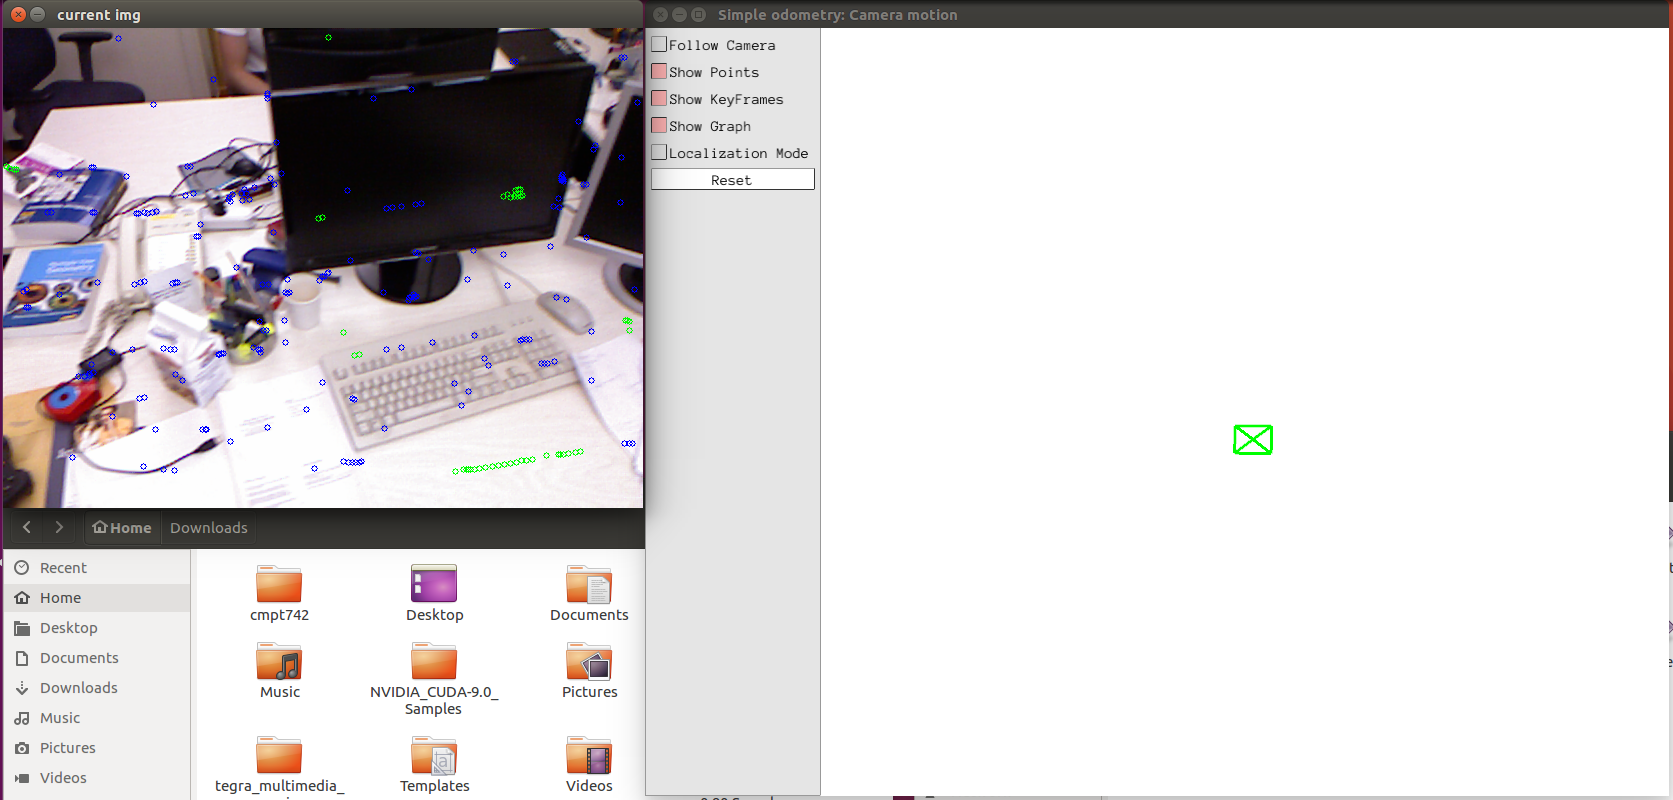 current img
Simple odometry: Camera motion
Follow Camera
Show Points
Show KeyFrames
Show Graph
Localization Mode
Reset
Home
Downloads
Recent
Home
Desktop
Documents
Downloads
Music
Pictures
Videos
cmpt742
Desktop
Documents
Music
NVIDIA_CUDA-9.0_
Samples
Pictures
tegra_multimedia_
Templates
Videos